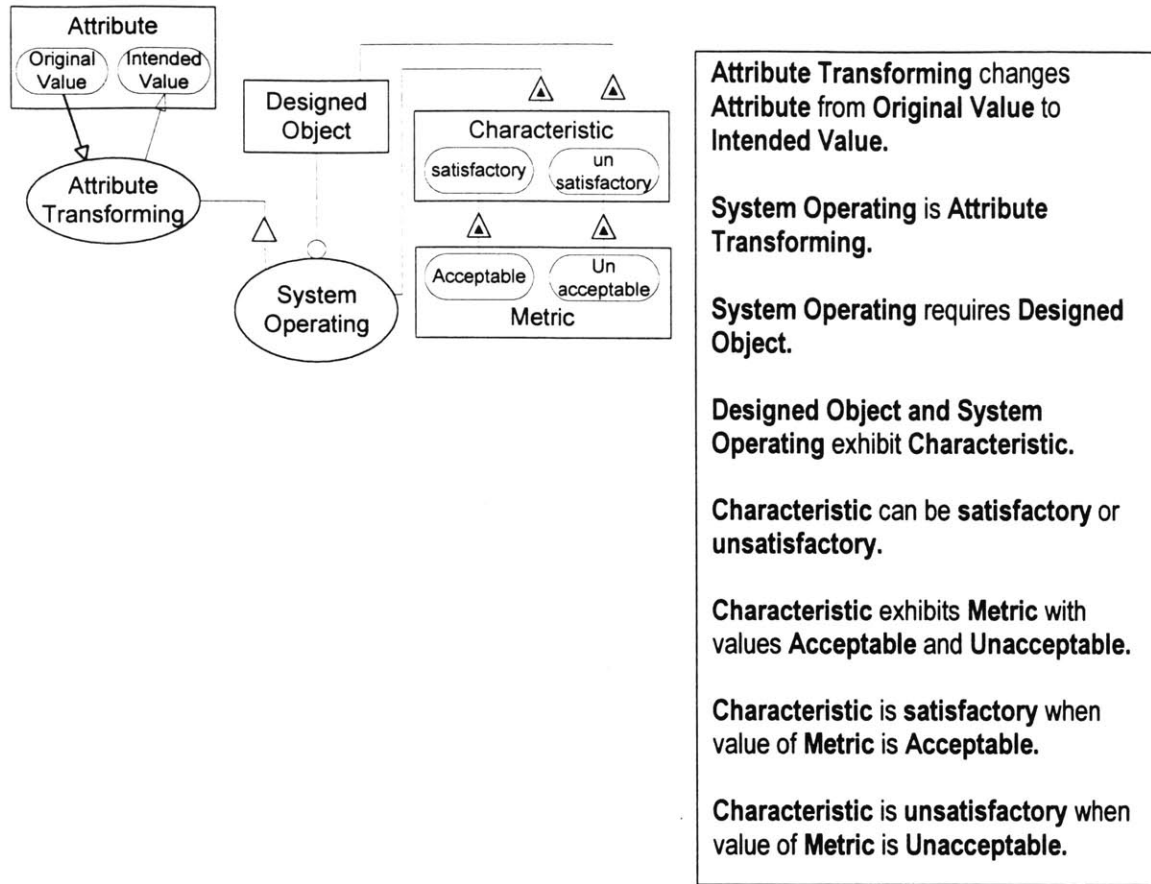 Attribute
Original
Value
Intended
Value
Attribute
Transforming
Designed
Object
System
Operating
Characteristic
satisfactory
un
satisfactory
Acceptable
Un
acceptable
Metric
Attribute Transforming changes
Attribute from Original Value to
Intended Value.
System Operating is Attribute
Transforming.
System Operating requires Designed
Object.
Designed Object and System
Operating exhibit Characteristic.
Characteristic can be satisfactory or
unsatisfactory.
Characteristic exhibits Metric with
values Acceptable and Unacceptable.
Characteristic is satisfactory when
value of Metric is Acceptable.
Characteristic is unsatisfactory when
value of Metric is Unacceptable.